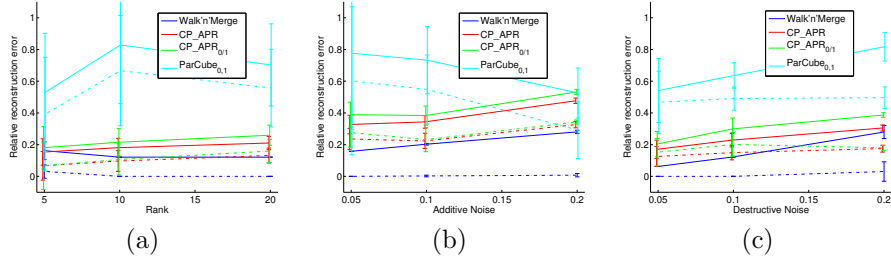 Relative reconstruction error
1
0.8
0.6
0.4
0.2
0
5
10
15
20
Rank
Walk'n'Merge
CP_APR
CP_APR0/1
ParCube0,1
(a)
Relative reconstruction error
1
0.8
0.6
0.4
0.2
0
0.05
0.1
0.15
0.2
Additive Noise
Walk'n'Merge
CP_APR
CP_APR0/1
ParCube0,1
(b)
Relative reconstruction error
1
0.8
0.6
0.4
0.2
0
0.05
0.1
0.15
0.2
Destructive Noise
Walk'n'Merge
CP_APR
CP_APR0/1
ParCube0,1
(c)